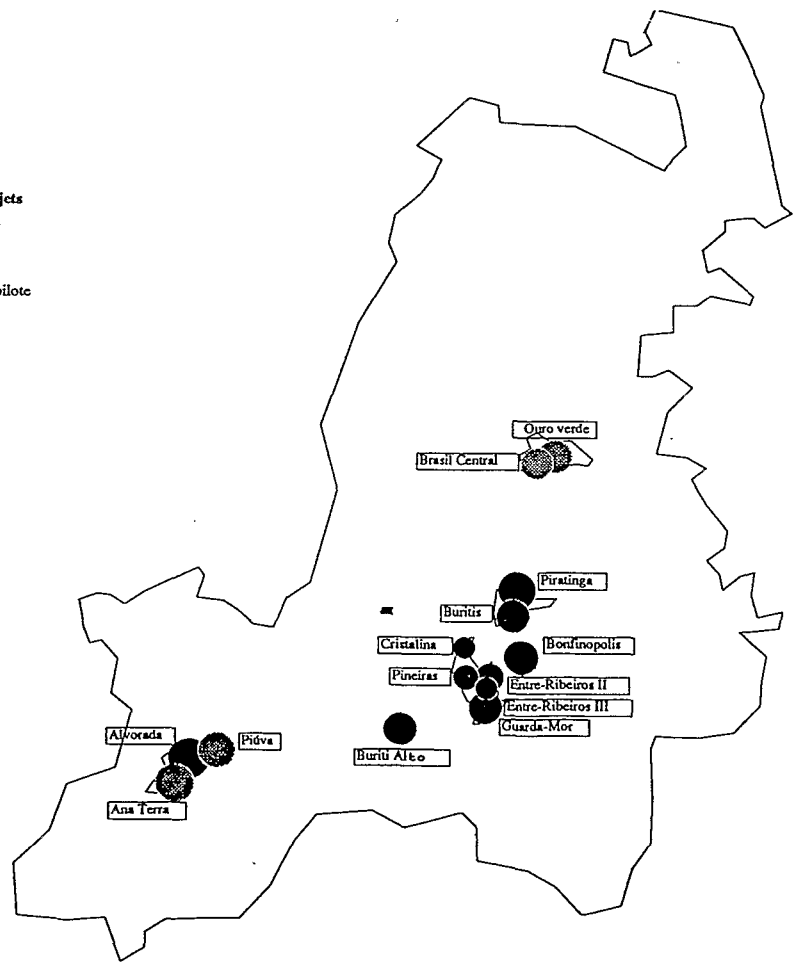 jets
pilote
Ouro verde
Brasil Central
Piratinga
Buritis
Cristalina
Bonfinopolis
Pineiras
Entre-Ribeiros II
Entre-Ribeiros III
Guarda-Mor
Alvorada
Piúva
Buriti Alto
Ana Terra